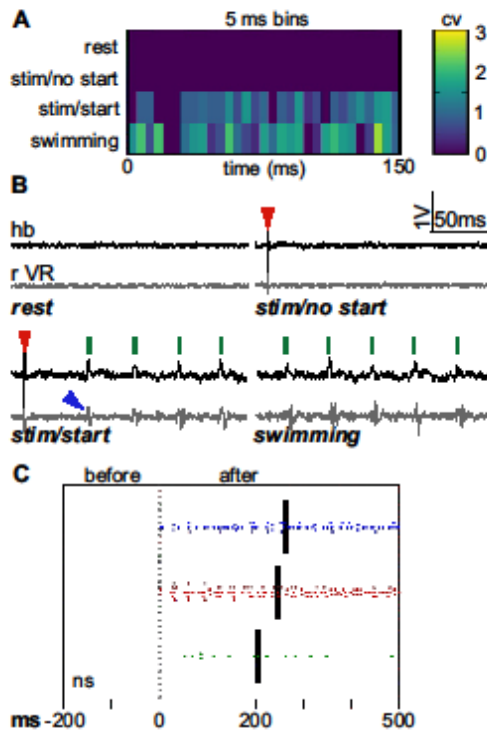 A 5 ms bins cv
rest
stim/no start
stim/start
swimming
3
2
1
0
0 150
time (ms)
B
1V 50ms
hb
r VR
rest stim/no start
stim/start swimming
C before after
ns
ms -200 0 200 500